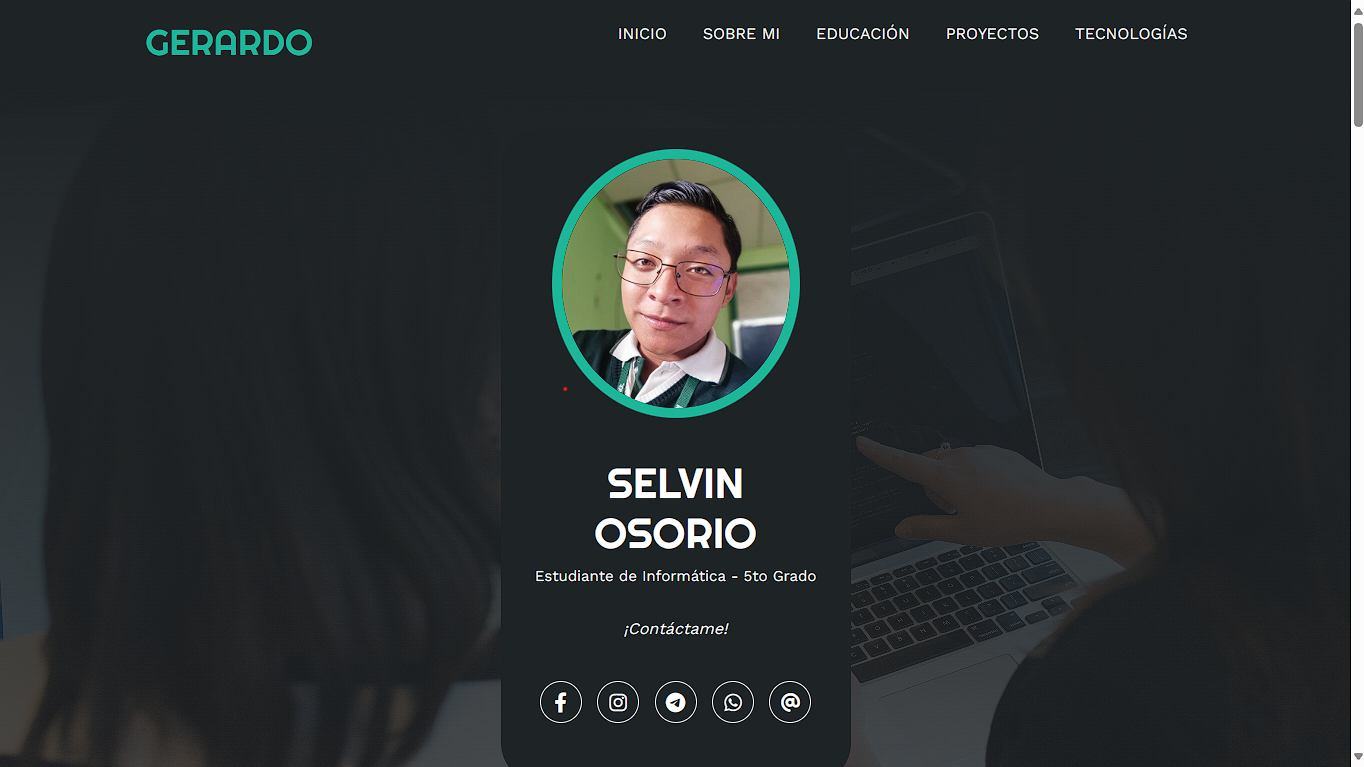 GERARDO
INICIO SOBRE MI EDUCACIÓN PROYECTOS TECNOLOGÍAS
SELVIN
OSORIO
Estudiante de Informática - 5to Grado
¡Contáctame!